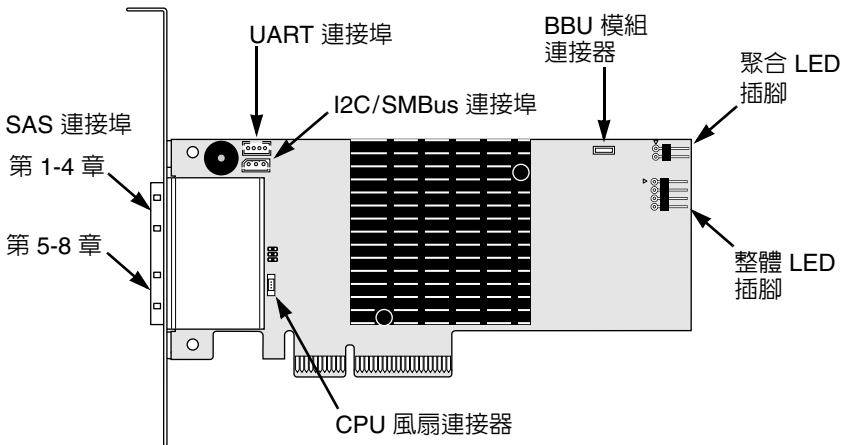 UART 連接埠
BBU 模組
連接器
聚合 LED
插腳
I2C/SMBus 連接埠
SAS 連接埠
第 1-4 章
第 5-8 章
整體 LED
插腳
CPU 風扇連接器